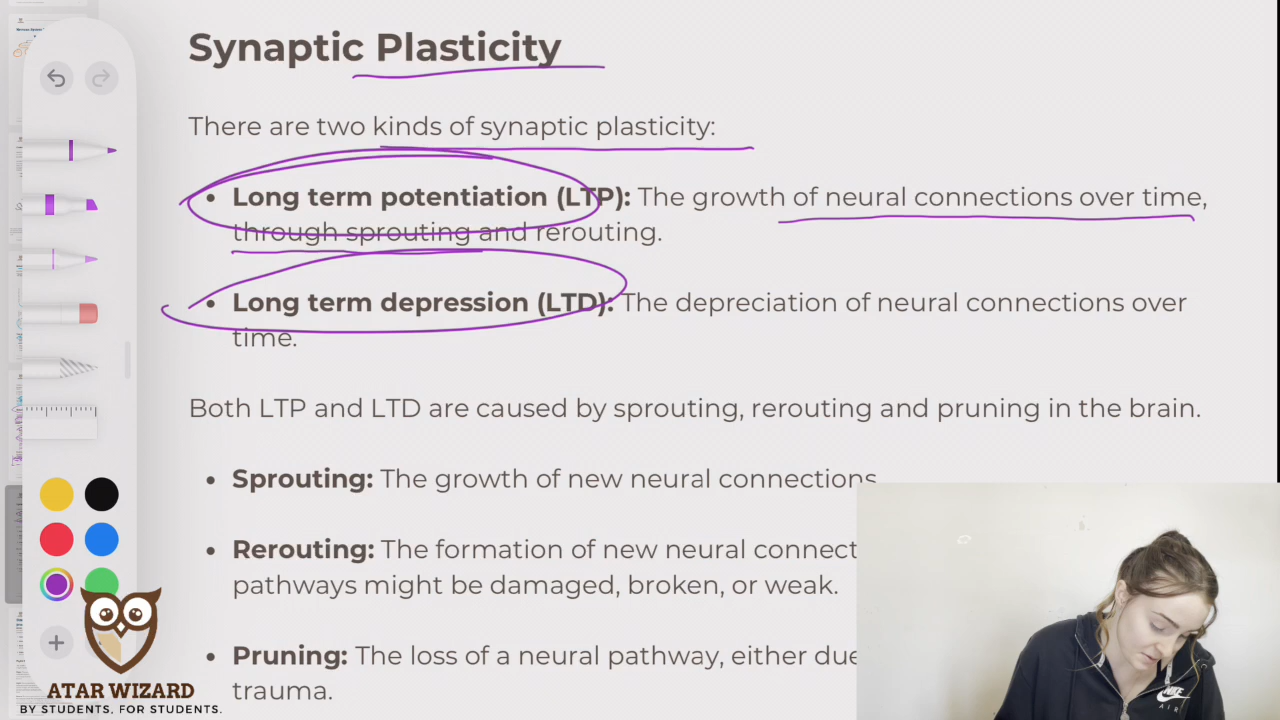 Synaptic Plasticity
There are two kinds of synaptic plasticity:
• Long term potentiation (LTP): The growth of neural connections over time,
through sprouting and rerouting.
• Long term depression (LTD): The depreciation of neural connections over
time.
Both LTP and LTD are caused by sprouting, rerouting and pruning in the brain.
• Sprouting: The growth of new neural connections
• Rerouting: The formation of new neural connect
pathways might be damaged, broken, or weak.
• Pruning: The loss of a neural pathway, either due
trauma.
ATAR WIZARD
BY STUDENTS, FOR STUDENTS.
AIR